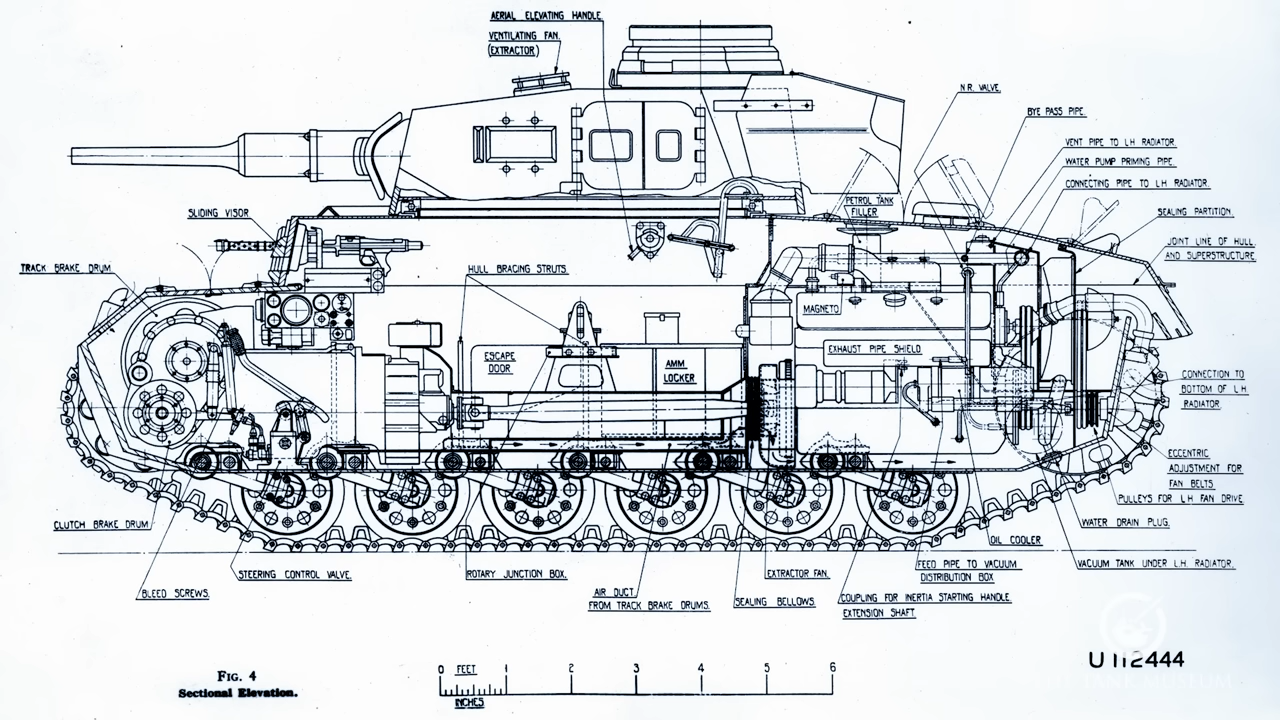 AERIAL ELEVATING HANDLE
VENTILATING FAN.
(EXTRACTOR)
N.R. VALVE.
BYE PASS PIPE.
VENT PIPE TO L.H RADIATOR.
WATER PUMP PRIMING PIPE.
CONNECTING PIPE TO L.H RADIATOR.
SLIDING VISOR
PETROL TANK
FILLER.
SEALING PARTITION.
JOINT LINE OF HULL
AND SUPERSTRUCTURE.
TRACK BRAKE DRUM.
HULL BRACING STRUTS.
MAGNETO
EXHAUST PIPE SHIELD.
ESCAPE
DOOR
AMM
LOCKER
CONNECTION TO
BOTTOM OF L.H.
RADIATOR.
ECCENTRIC
ADJUSTMENT FOR
FAN BELTS.
PULLEYS FOR L.H FAN DRIVE
CLUTCH BRAKE DRUM
WATER DRAIN PLUG.
OIL COOLER
STEERING CONTROL VALVE.
ROTARY JUNCTION BOX.
EXTRACTOR FAN.
FEED PIPE TO VACUUM
DISTRIBUTION BOX
VACUUM TANK UNDER L.H. RADIATOR.
BLEED SCREWS.
AIR DUCT
FROM TRACK BRAKE DRUMS.
SEALING BELLOWS.
COUPLING FOR INERTIA STARTING HANDLE.
EXTENSION SHAFT
U112444
FIG. 4
Sectional Elevation.
0 FEET 1 2 3 4 5 6
INCHES
TANK MUSEUM